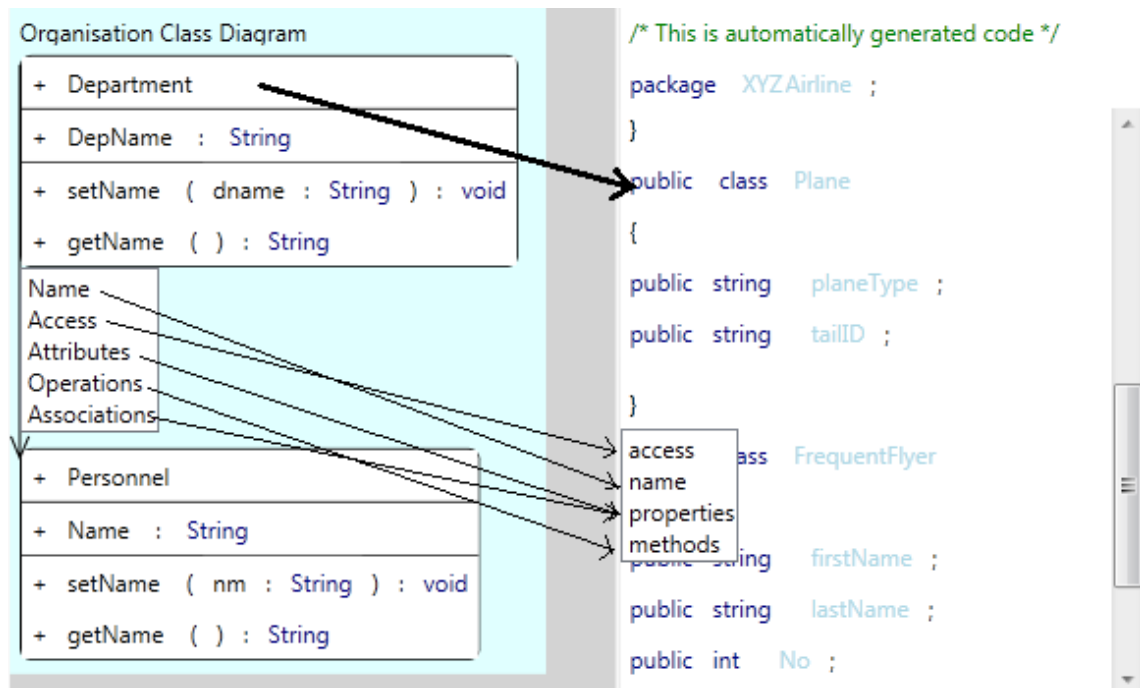 Organisation Class Diagram
+ Department
+ DepName : String
+ setName ( dname : String ) : void
+ getName ( ) : String
Name
Access
Attributes
Operations
Associations
+ Personnel
+ Name : String
+ setName ( nm : String ) : void
+ getName ( ) : String
/* This is automatically generated code */
package XYZAirline ;
}
public class Plane
{
public string planeType ;
public string tailID ;
}
access
name
properties
methods
ass FrequentFlyer
ring firstName ;
public string lastName ;
public int No ;